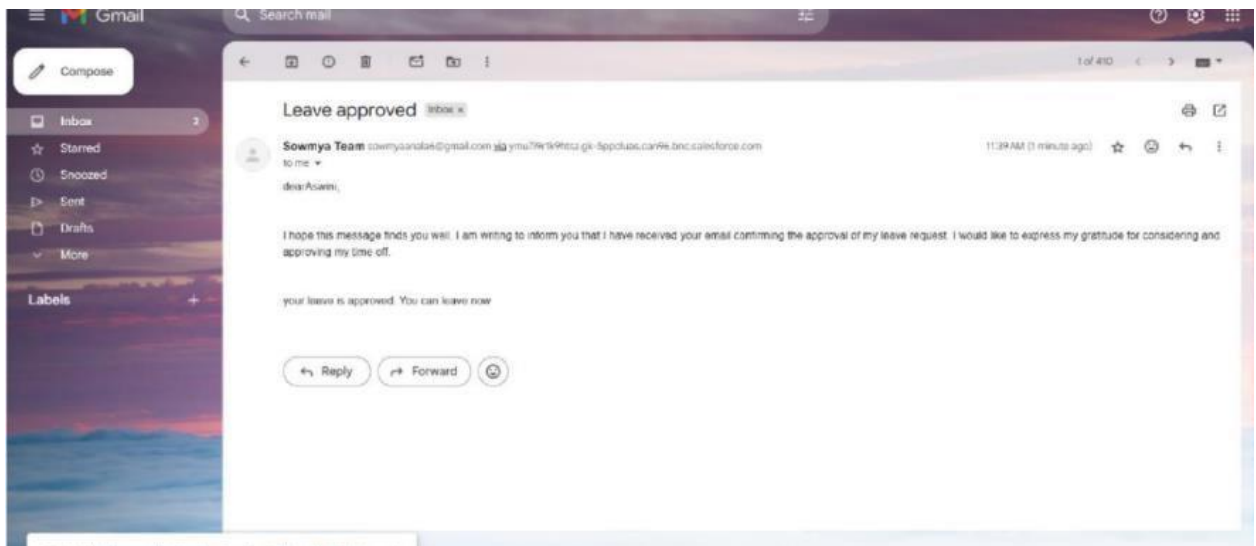 Gmail
Search mail
Compose
1 of 410
Leave approved Inbox x
Inbox 3
Starred
Sowmya Team via 11:39 AM (1 minute ago)
to me
Snoozed
dearAswini,
Sent
Drafts
I hope this message finds you well. I am writing to inform you that I have received your email confirming the approval of my leave request. I would like to express my gratitude for considering and
More
approving my time off.
Labels +
your leave is approved. You can leave now
Reply Forward